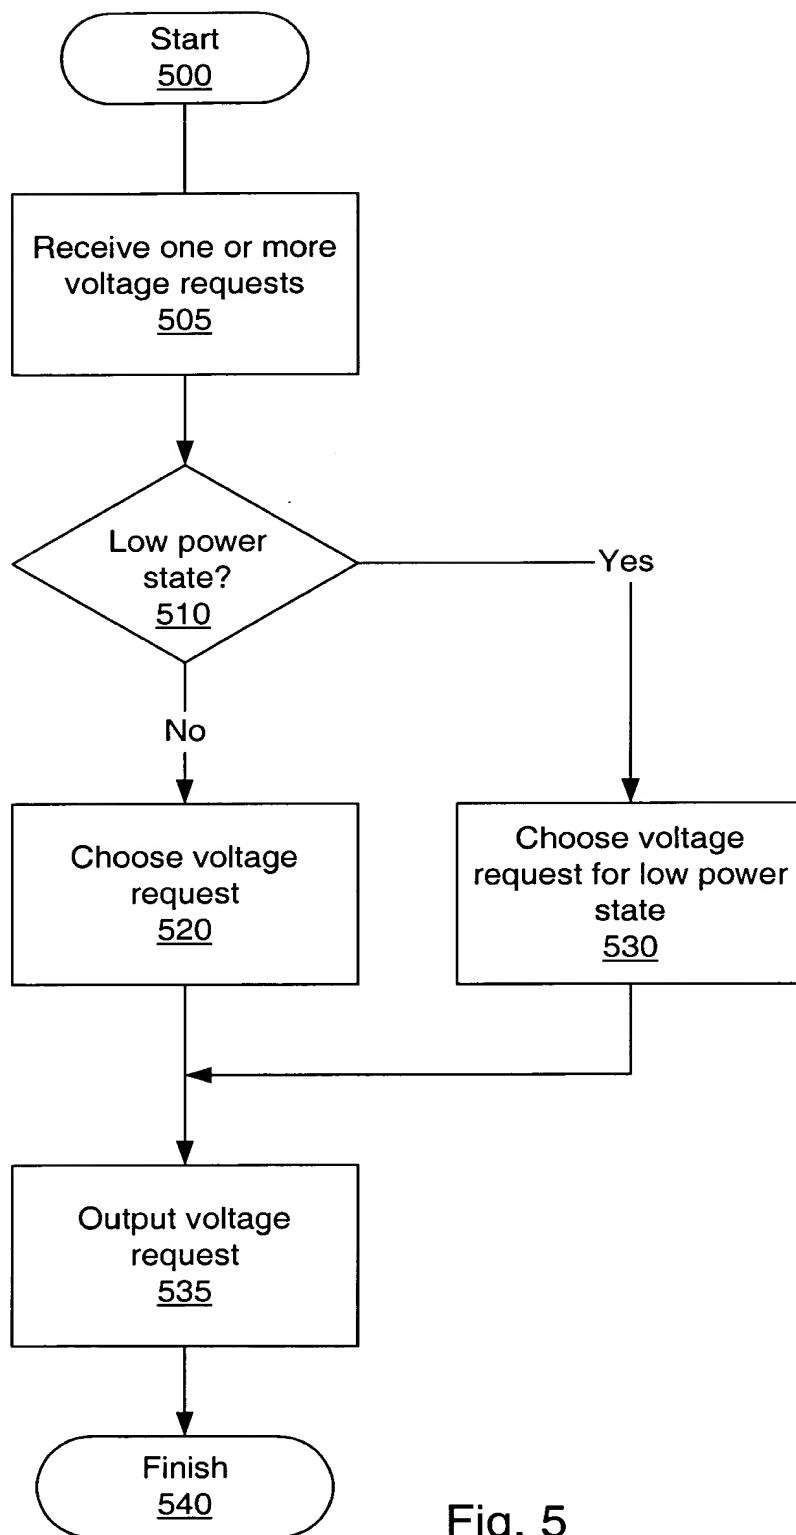 Start
500
Receive one or more
voltage requests
505
Low power
state?
510
Yes
No
Choose voltage
request
520
Choose voltage
request for low power
state
530
Output voltage
request
535
Finish
540
Fig. 5